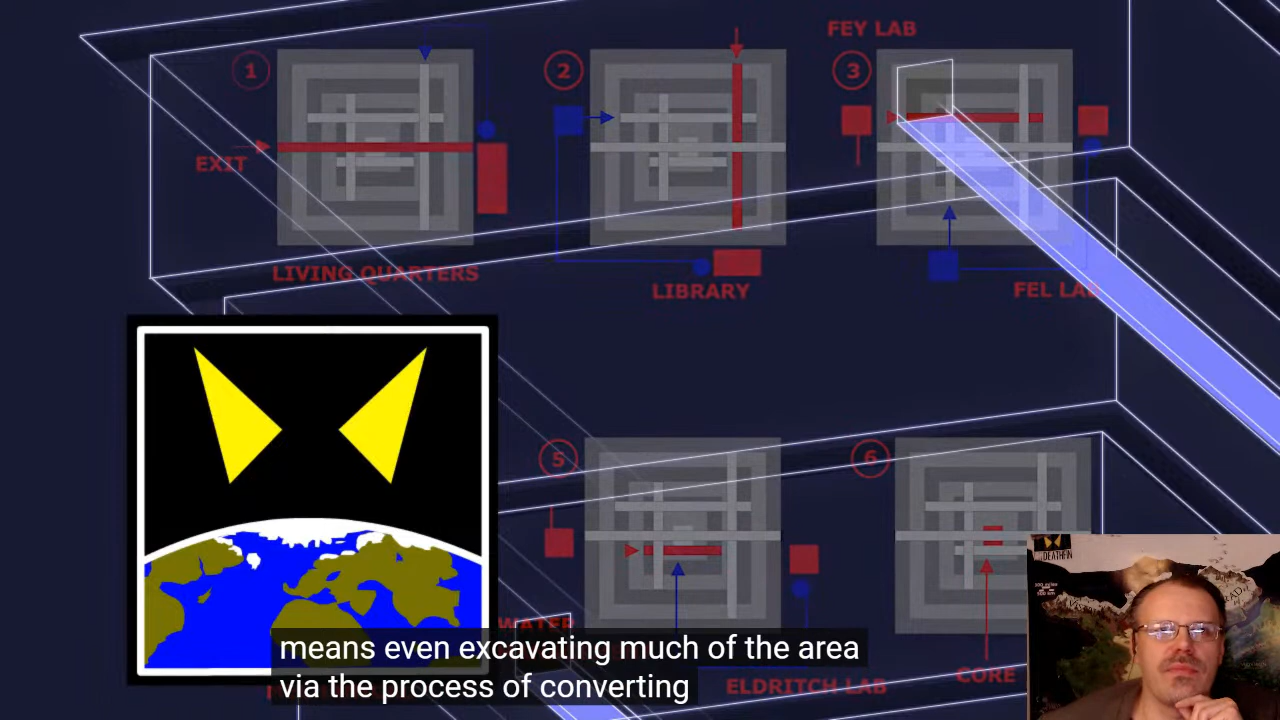 FEY LAB
1
2
3
EXIT
LIVING QUARTERS
LIBRARY
FEL LAB
5
6
WATER
means even excavating much of the area
via the process of converting
ELDRITCH LAB
CORE